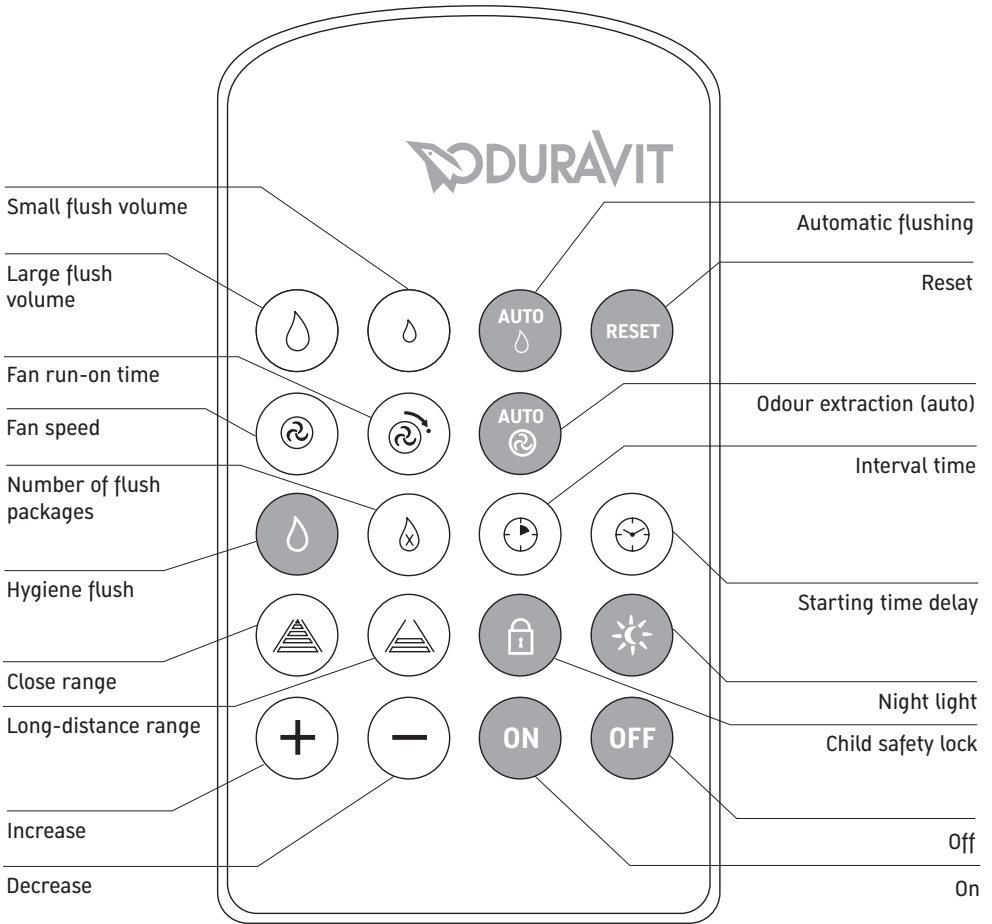 DURAVIT
Small flush volume
Large flush
volume
Fan run-on time
Fan speed
Number of flush
packages
Hygiene flush
Close range
Long-distance range
Increase
Decrease
AUTO
RESET
AUTO
X
ON
OFF
Automatic flushing
Reset
Odour extraction (auto)
Interval time
Starting time delay
Night light
Child safety lock
Off
On